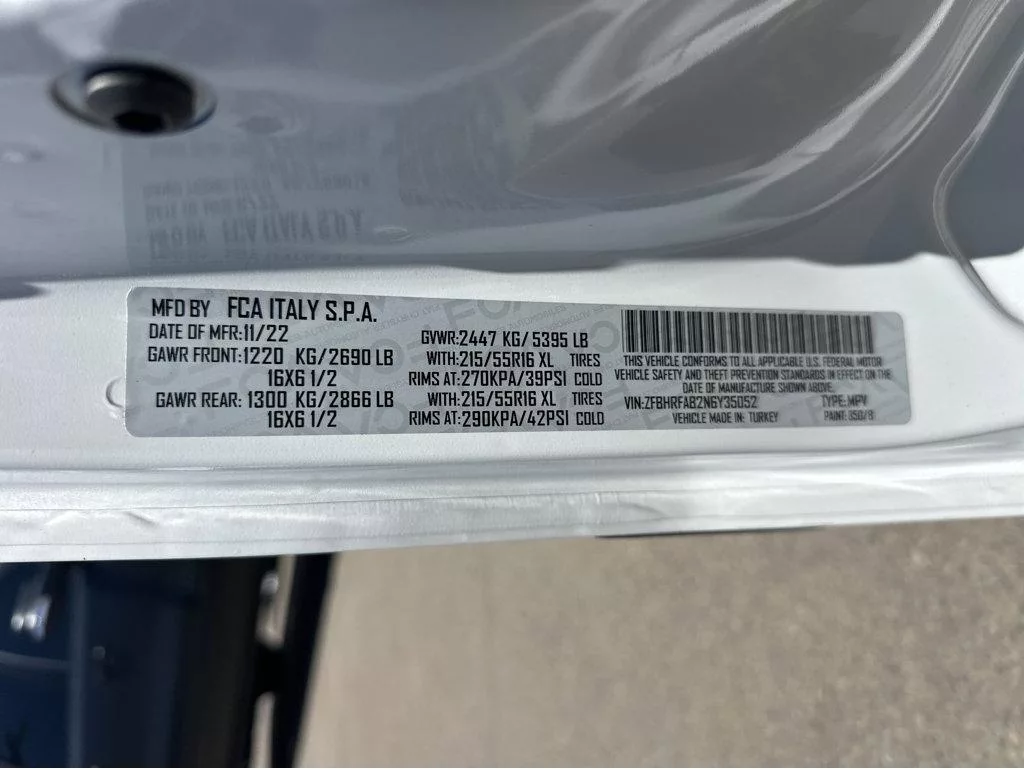 MFD BY FCA ITALY S.P.A.
DATE OF MFR:11/22
GAWR FRONT:1220 KG/2690 LB
16X6 1/2
GAWR REAR: 1300 KG/2866 LB
16X6 1/2
GVWR:2447 KG/5395 LB
WITH:215/55R16 XL TIRES
RIMS AT:270KPA/39PSI COLD
WITH:215/55R16 XL TIRES
RIMS AT:290KPA/42PSI COLD
THIS VEHICLE CONFORMS TO ALL APPLICABLE U.S. FEDERAL MOTOR
VEHICLE SAFETY AND THEFT PREVENTION STANDARDS IN EFFECT ON THE
DATE OF MANUFACTURE SHOWN ABOVE.
VIN:ZFBHRFAB2N6Y35052 TYPE:MPV
VEHICLE MADE IN: TURKEY PAINT: 850/B